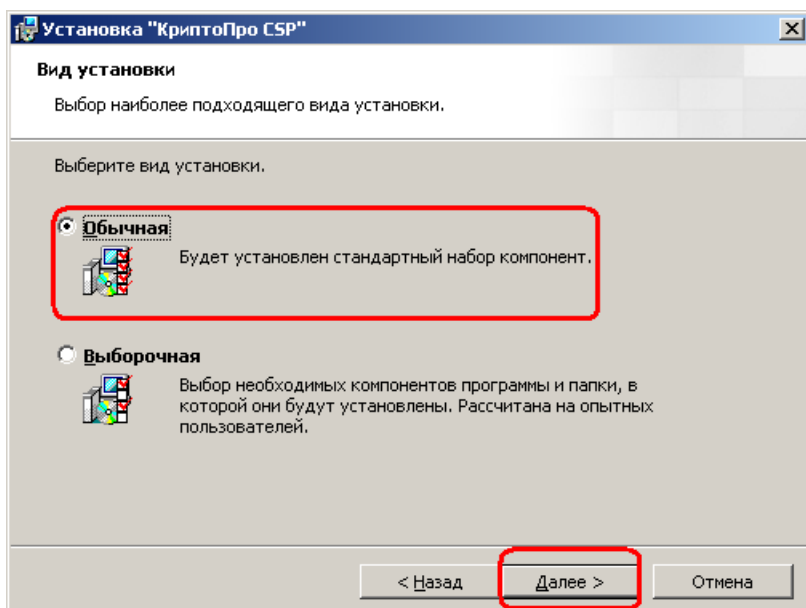 Установка "КриптоПро CSP"
Вид установки
Выбор наиболее подходящего вида установки.
Выберите вид установки.
Обычная
Будет установлен стандартный набор компонент.
Выборочная
Выбор необходимых компонентов программы и папки, в
которой они будут установлены. Рассчитана на опытных
пользователей.
< Назад Далее > Отмена